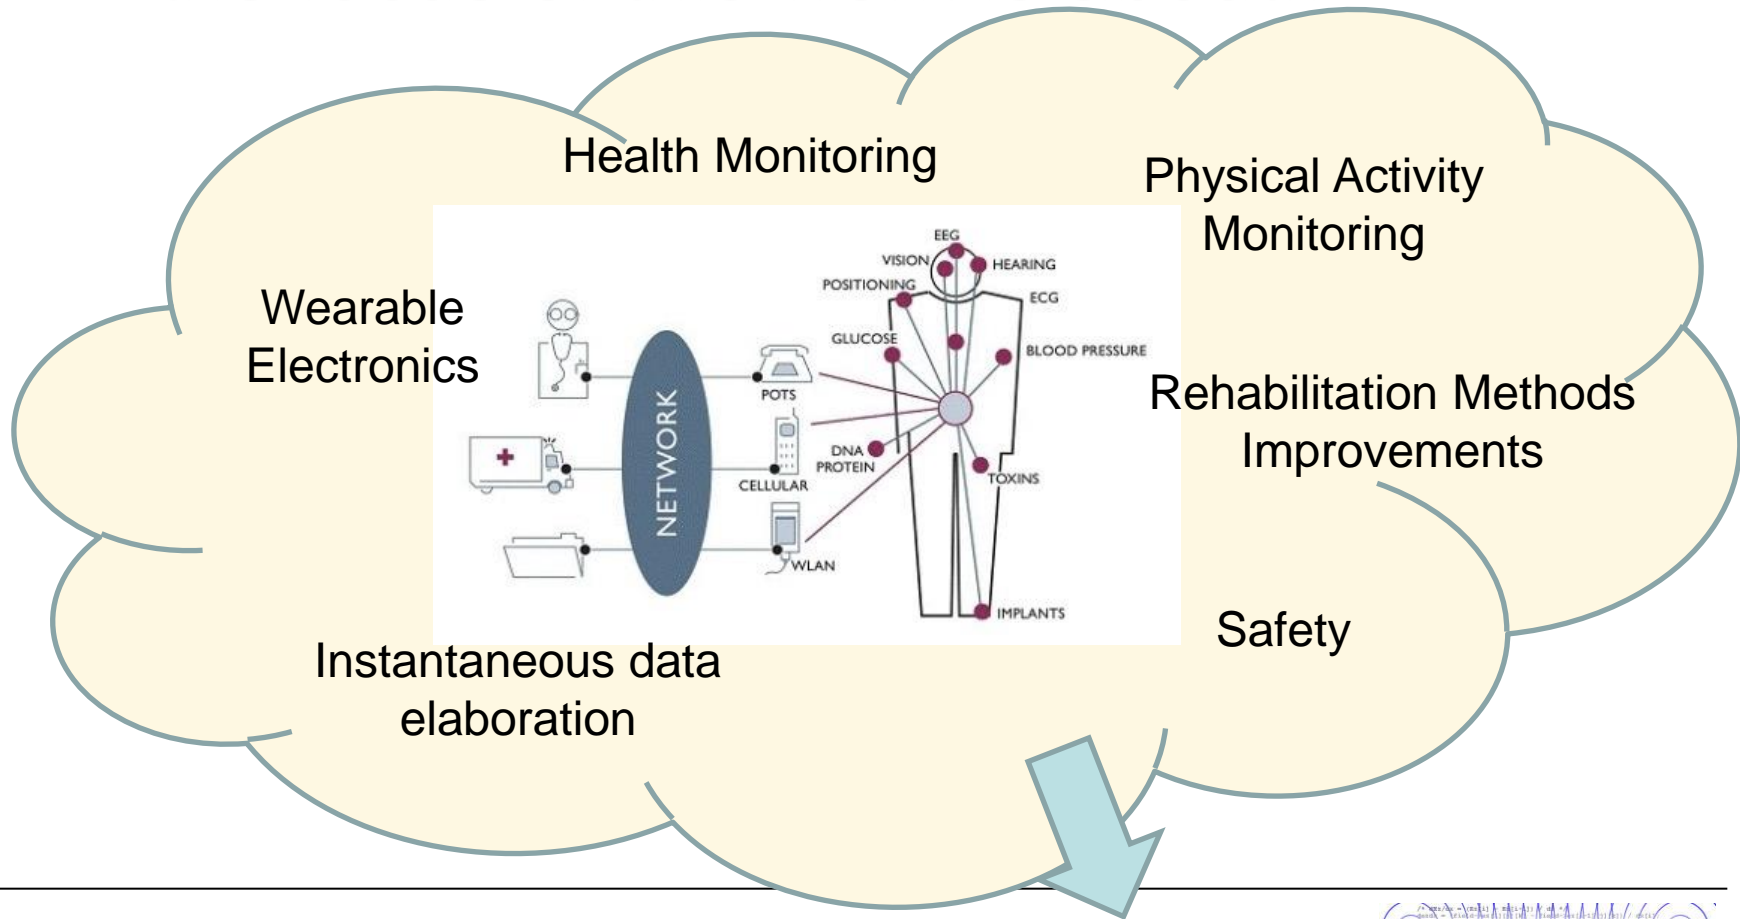 Health Monitoring
Physical Activity
Monitoring
Wearable
Electronics
EEG
VISION
HEARING
POSITIONING
ECG
GLUCOSE
BLOOD PRESSURE
POTS
NETWORK
DNA
PROTEIN
CELLULAR
TOXINS
WLAN
IMPLANTS
Rehabilitation Methods
Improvements
Safety
Instantaneous data
elaboration